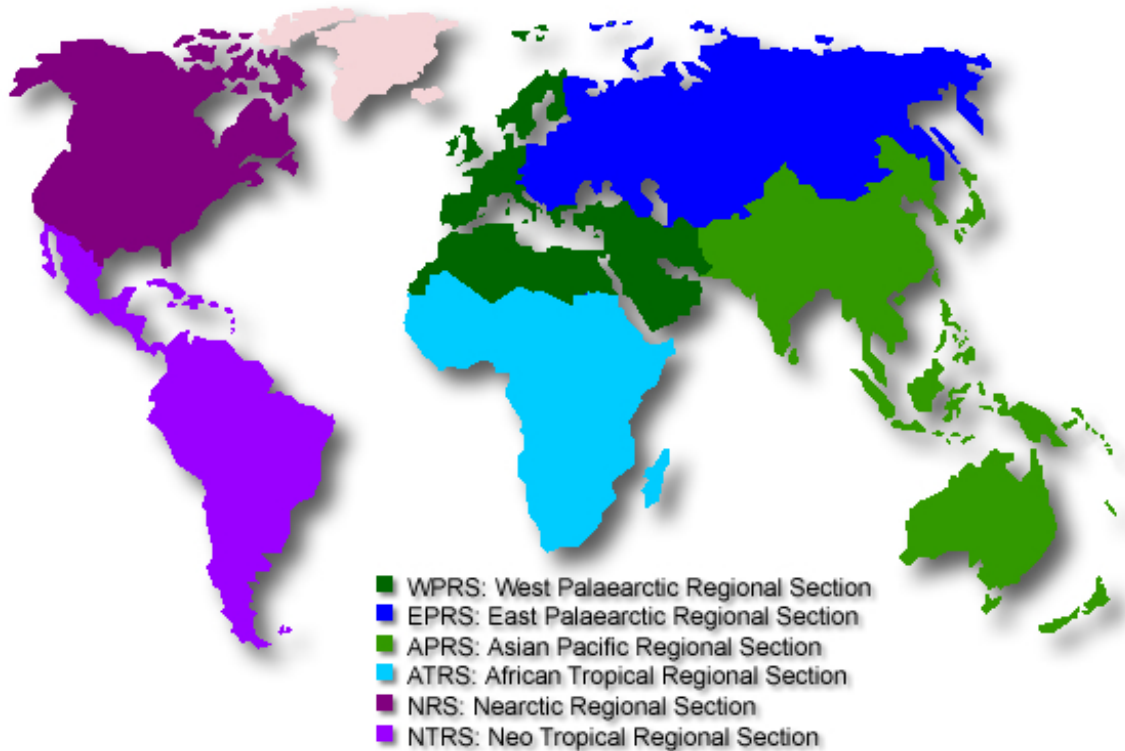 WPRS: West Palaearctic Regional Section
EPRS: East Palaearctic Regional Section
APRS: Asian Pacific Regional Section
ATRS: African Tropical Regional Section
NRS: Nearctic Regional Section
NTRS: Neo Tropical Regional Section